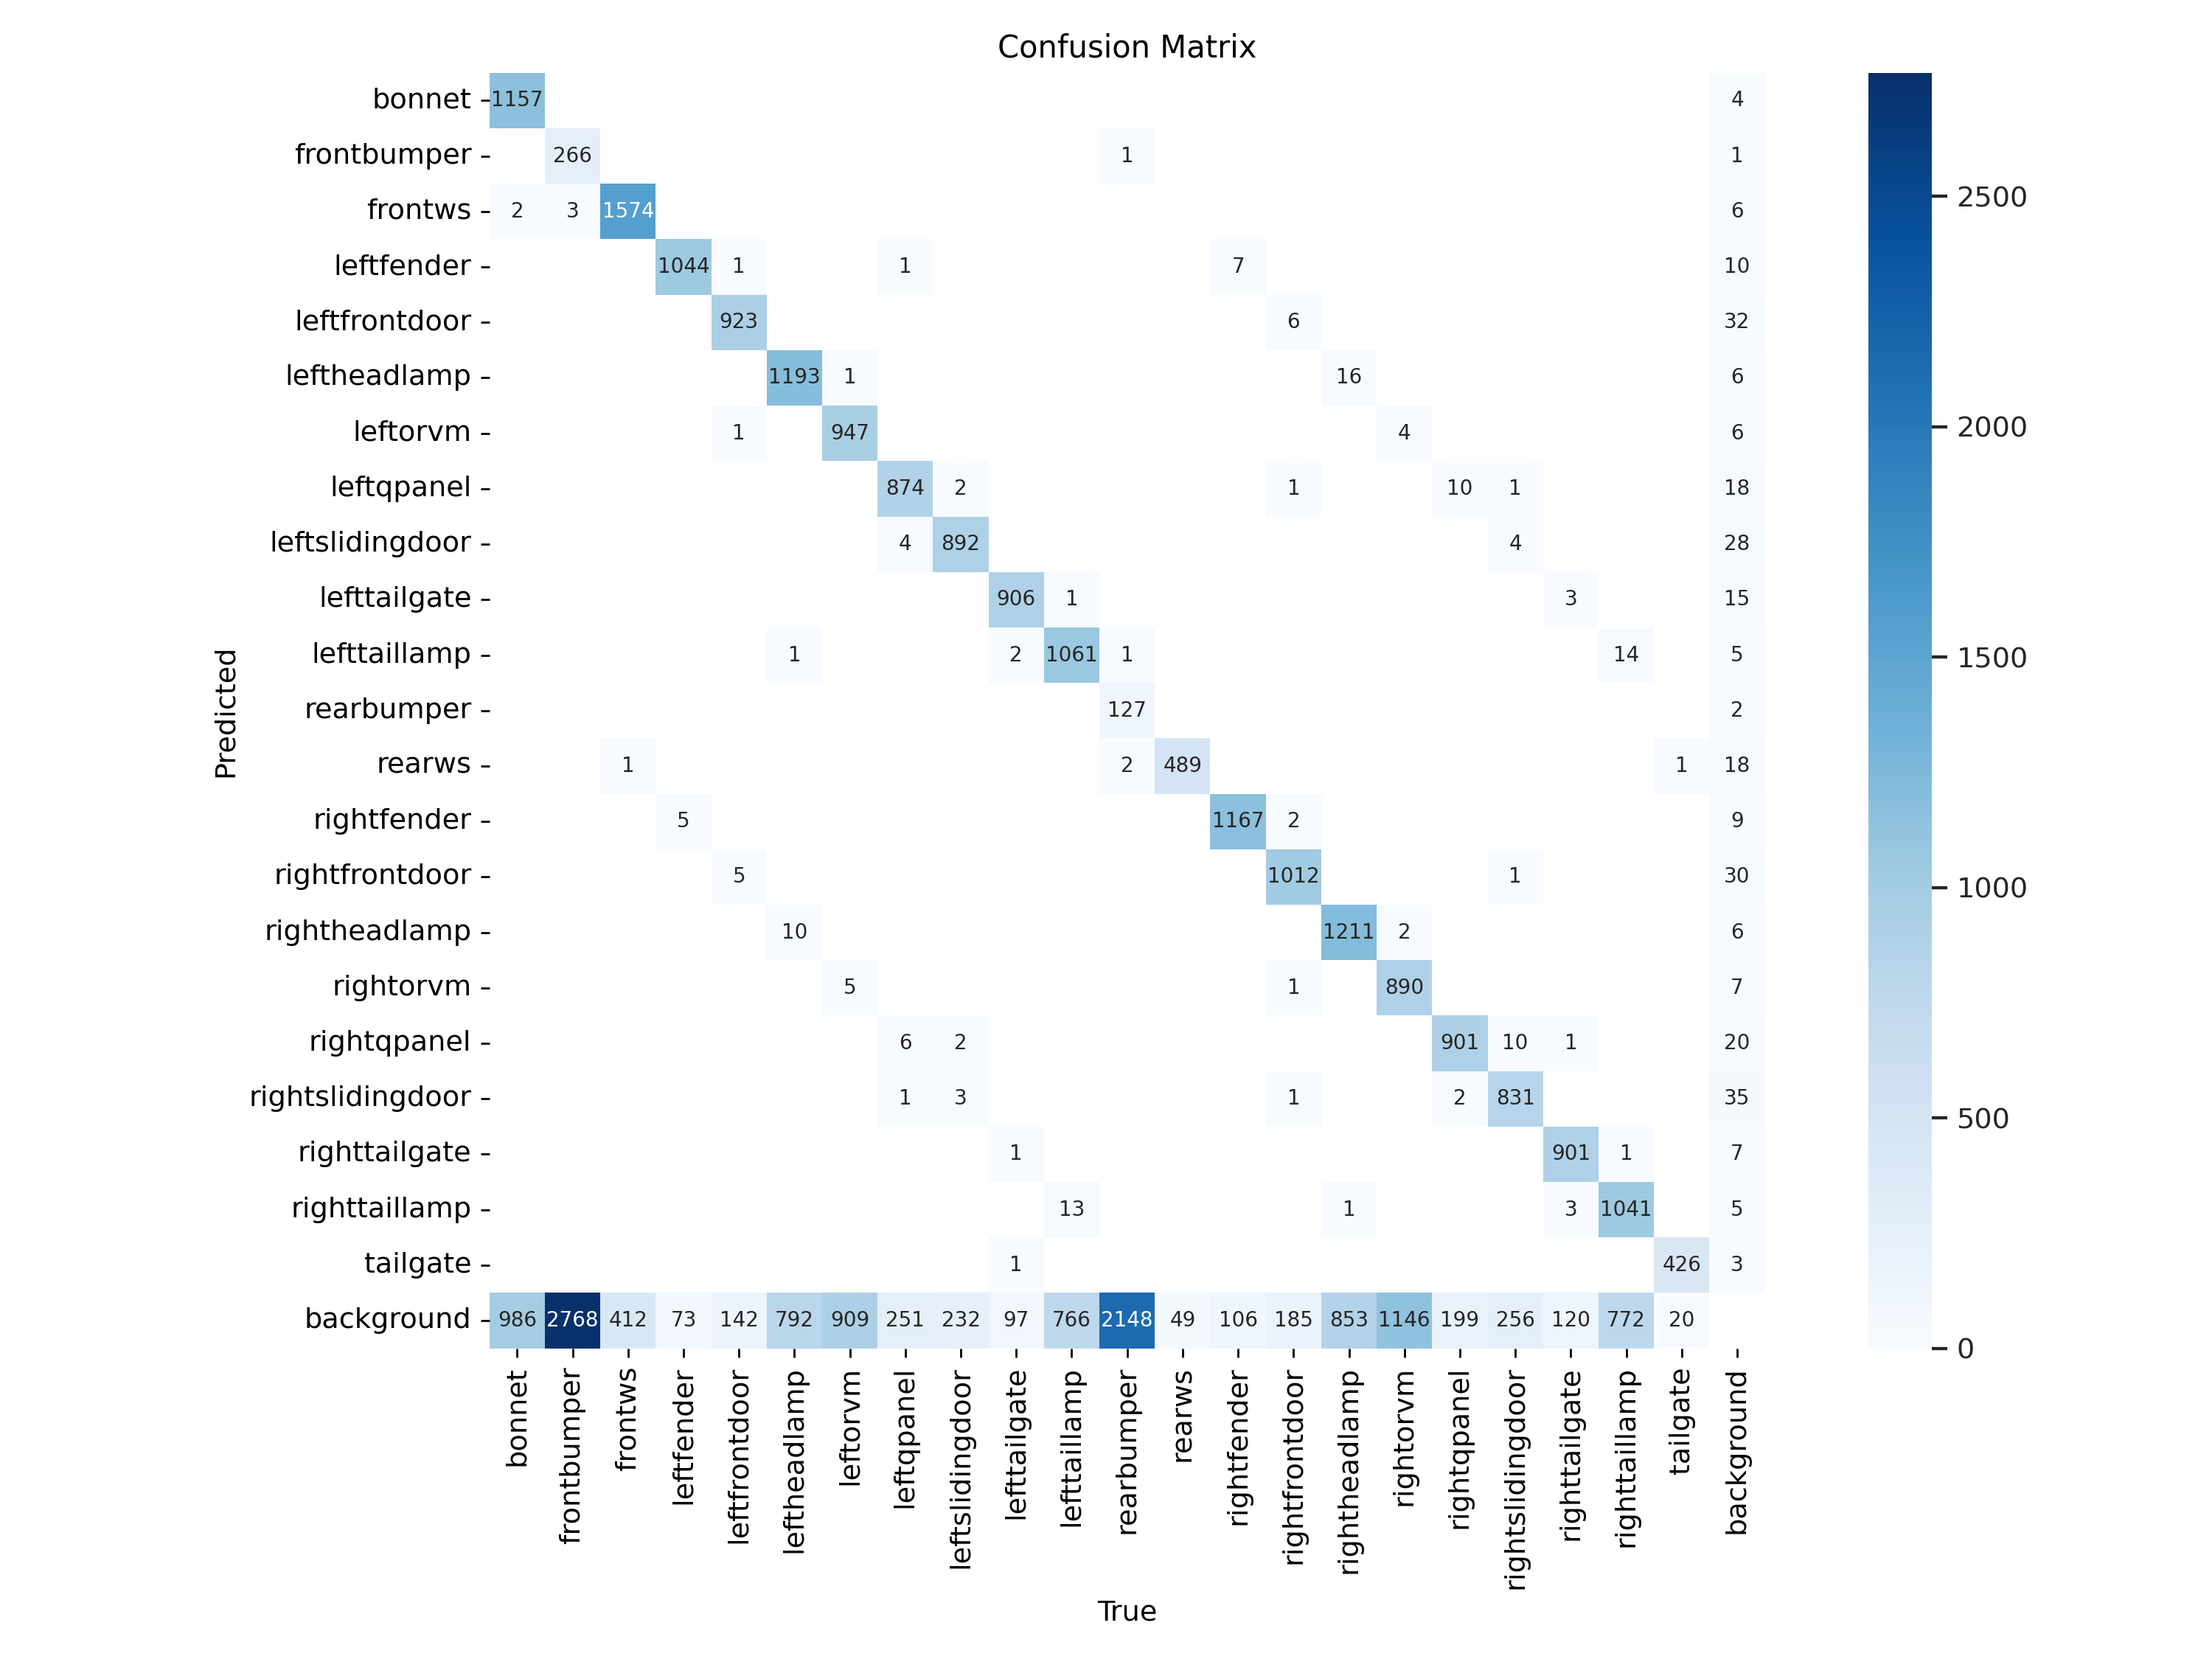 Confusion Matrix
bonnet 1157 4
frontbumper 266 1 1
frontws 2 3 1574 6
leftfender 1044 1 1 7 10
leftfrontdoor 923 6 32
leftheadlamp 1193 1 16 6
leftorvm 1 947 4 6
leftqpanel 874 2 1 10 1 18
leftslidingdoor 4 892 4 28
lefttailgate 906 1 3 15
lefttaillamp 1 2 1061 1 14 5
rearbumper 127 2
rearws 1 2 489 1 18
rightfender 5 1167 2 9
rightfrontdoor 5 1012 1 30
rightheadlamp 10 1211 2 6
rightorvm 5 1 890 7
rightqpanel 6 2 901 10 1 20
rightslidingdoor 1 3 1 2 831 35
righttailgate 1 901 1 7
righttaillamp 13 1 3 1041 5
tailgate 1 426 3
background 986 2768 412 73 142 792 909 251 232 97 766 2148 49 106 185 853 1146 199 256 120 772 20
Predicted
bonnet
frontbumper
frontws
leftfender
leftfrontdoor
leftheadlamp
leftorvm
leftqpanel
leftslidingdoor
lefttailgate
lefttaillamp
rearbumper
rearws
rightfender
rightfrontdoor
rightheadlamp
rightorvm
rightqpanel
rightslidingdoor
righttailgate
righttaillamp
tailgate
background
True
2500
2000
1500
1000
500
0